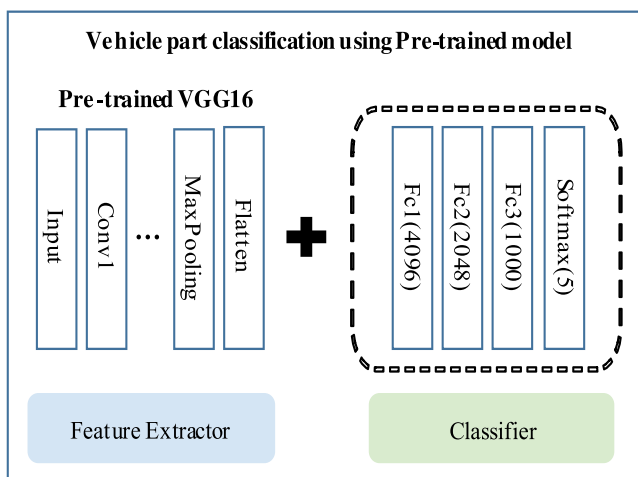 Vehicle part classification using Pre-trained model
Pre-trained VGG16
Input
Conv1
...
MaxPooling
Flatten
Fc1(4096)
Fc2(2048)
Fc3(1000)
Softmax(5)
Feature Extractor
Classifier